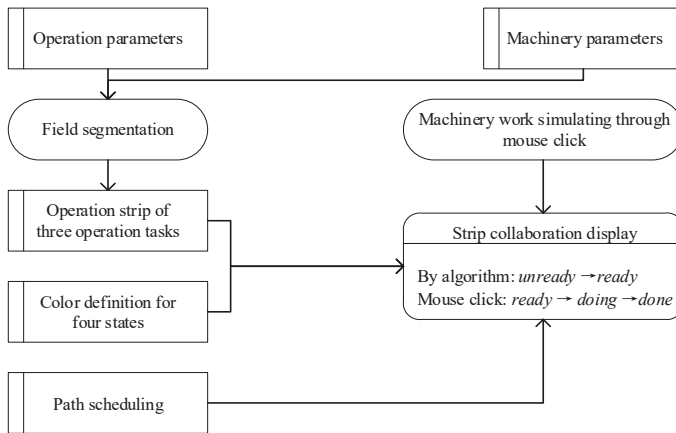 Operation parameters
Machinery parameters
Field segmentation
Machinery work simulating through
mouse click
Operation strip of
three operation tasks
Strip collaboration display
By algorithm: unready →ready
Mouse click: ready → doing →done
Color definition for
four states
Path scheduling